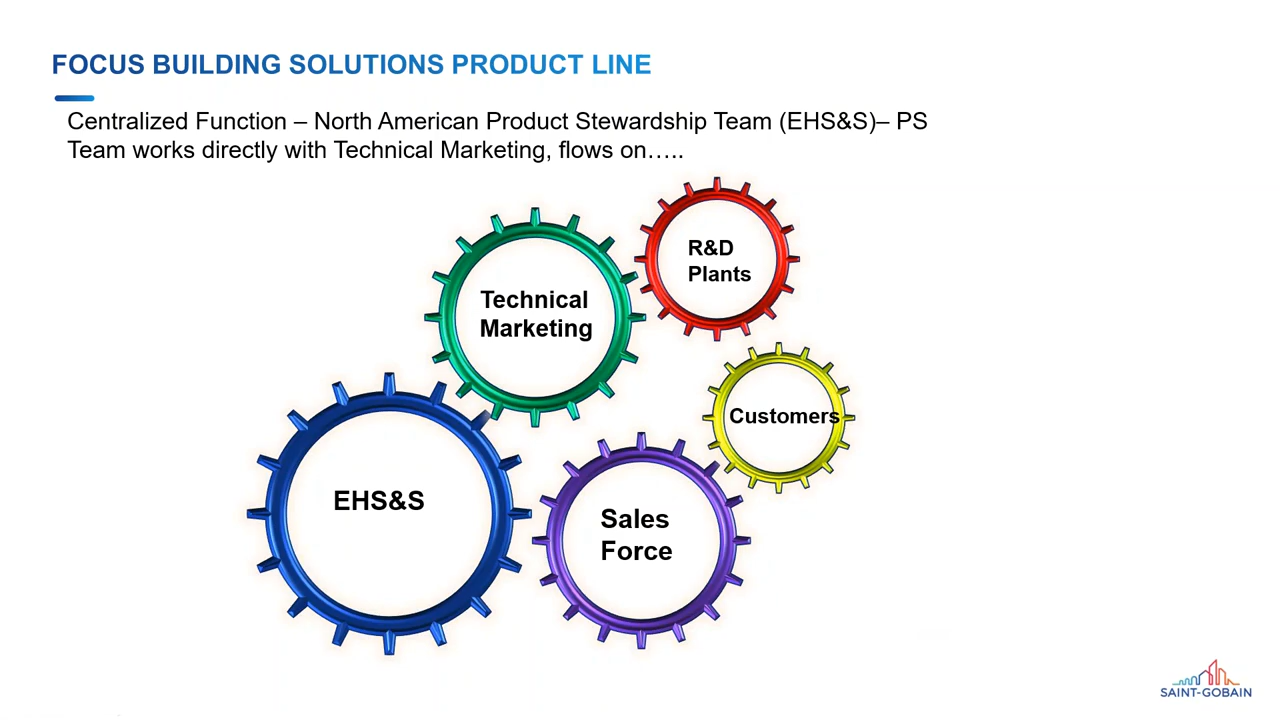 FOCUS BUILDING SOLUTIONS PRODUCT LINE
Centralized Function – North American Product Stewardship Team (EHS&S)– PS
Team works directly with Technical Marketing, flows on…..
R&D
Plants
Technical
Marketing
Customers
EHS&S
Sales
Force
SAINT-GOBAIN